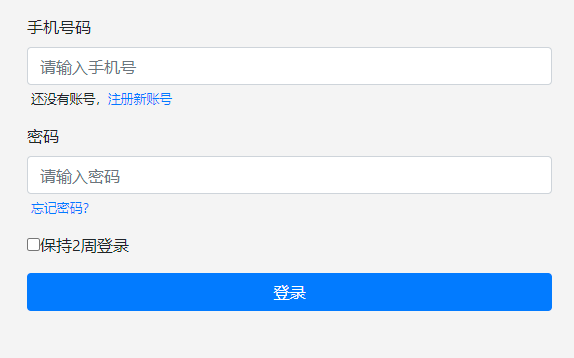 手机号码
请输入手机号
还没有账号，注册新账号
密码
请输入密码
忘记密码?
保持2周登录
登录